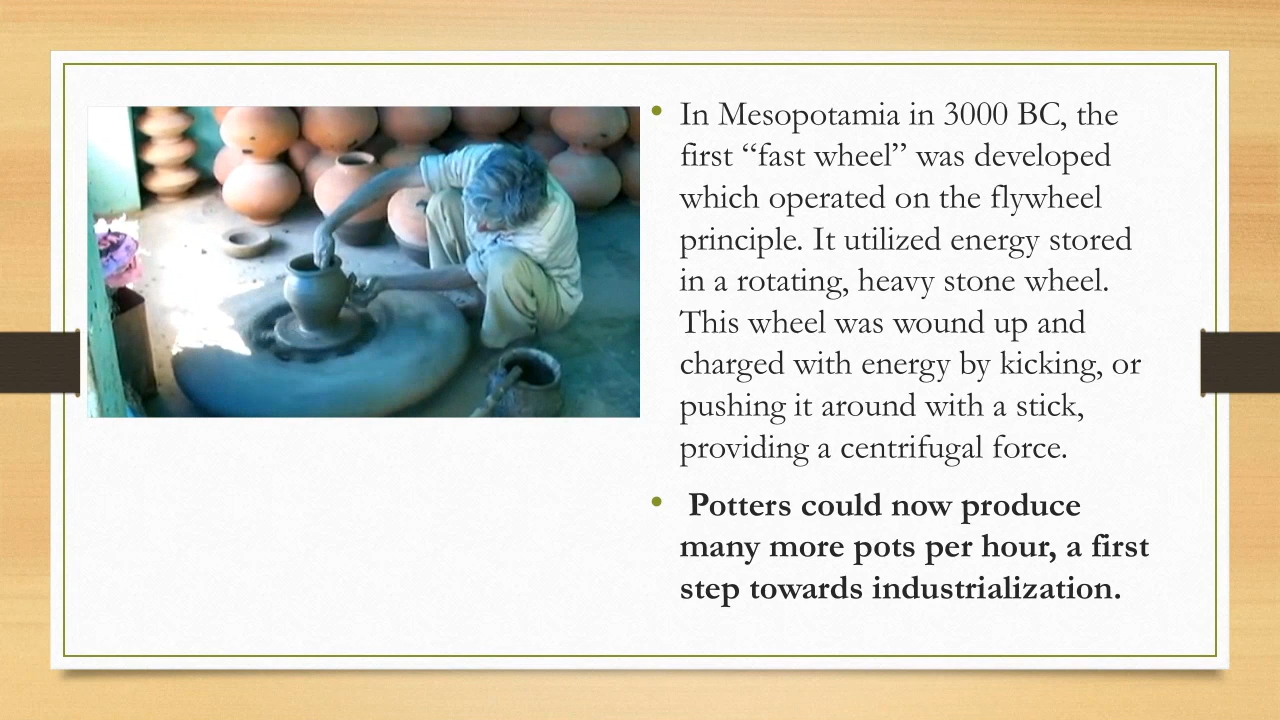 • In Mesopotamia in 3000 BC, the
first “fast wheel” was developed
which operated on the flywheel
principle. It utilized energy stored
in a rotating, heavy stone wheel.
This wheel was wound up and
charged with energy by kicking, or
pushing it around with a stick,
providing a centrifugal force.
• Potters could now produce
many more pots per hour, a first
step towards industrialization.